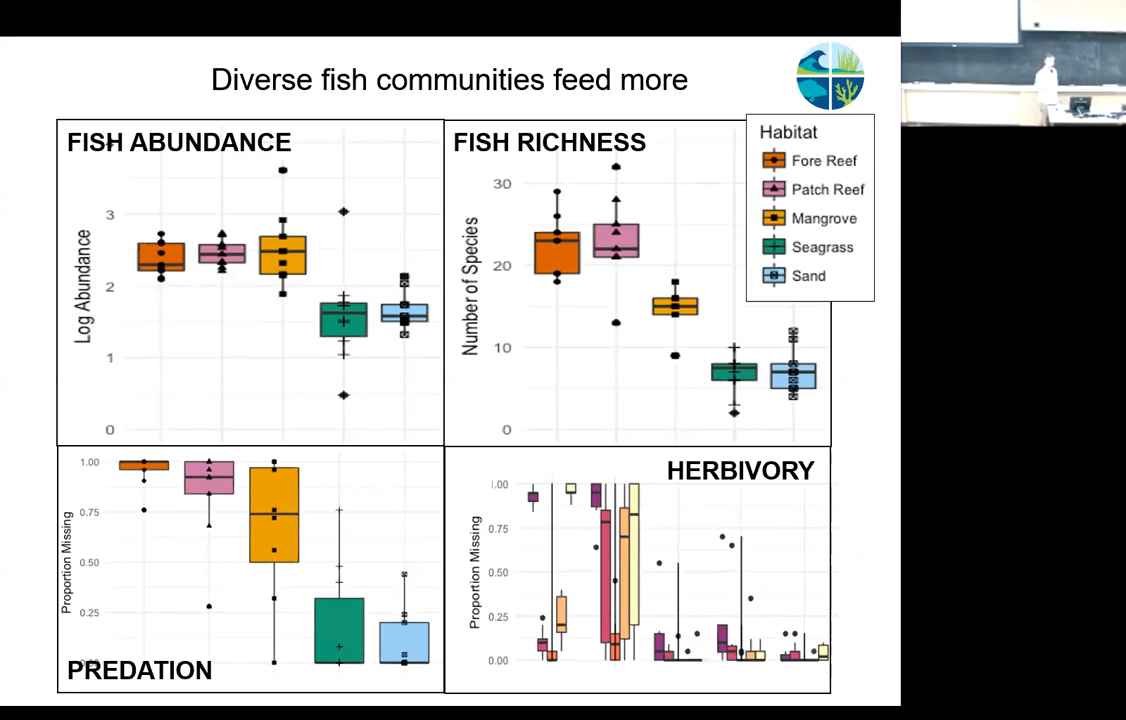 Diverse fish communities feed more
FISH ABUNDANCE
Log Abundance
3
2
1
0
FISH RICHNESS
Number of Species
30
20
10
0
Habitat
Fore Reef
Patch Reef
Mangrove
Seagrass
Sand
Proportion Missing
1.00
0.75
0.50
0.25
PREDATION
HERBIVORY
Proportion Missing
1.00
0.75
0.50
0.25
0.00